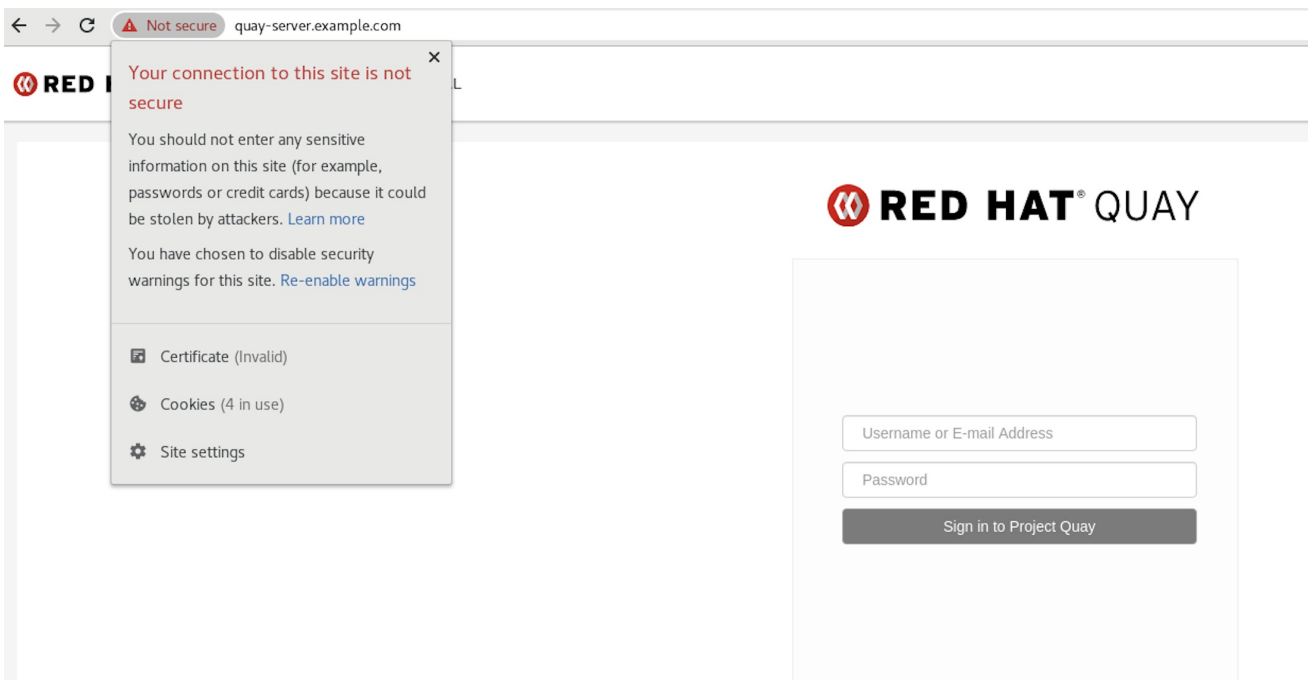 Not secure quay-server.example.com
RED
Your connection to this site is not
secure
You should not enter any sensitive
information on this site (for example,
passwords or credit cards) because it could
be stolen by attackers. Learn more
You have chosen to disable security
warnings for this site. Re-enable warnings
Certificate (Invalid)
Cookies (4 in use)
Site settings
RED HAT® QUAY
Username or E-mail Address
Password
Sign in to Project Quay